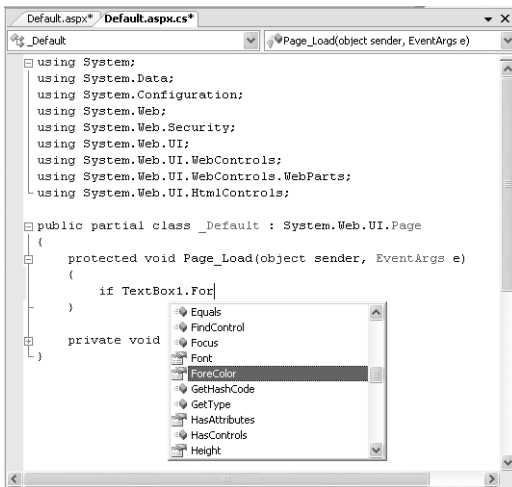 Default.aspx* Default.aspx.cs*
_Default Page_Load(object sender, EventArgs e)
using System;
using System.Data;
using System.Configuration;
using System.Web;
using System.Web.Security;
using System.Web.UI;
using System.Web.UI.WebControls;
using System.Web.UI.WebControls.WebParts;
using System.Web.UI.HtmlControls;
public partial class _Default : System.Web.UI.Page
{
protected void Page_Load(object sender, EventArgs e)
{
if TextBox1.For
}
private void
}
Equals
FindControl
Focus
Font
ForeColor
GetHashCode
GetType
HasAttributes
HasControls
Height